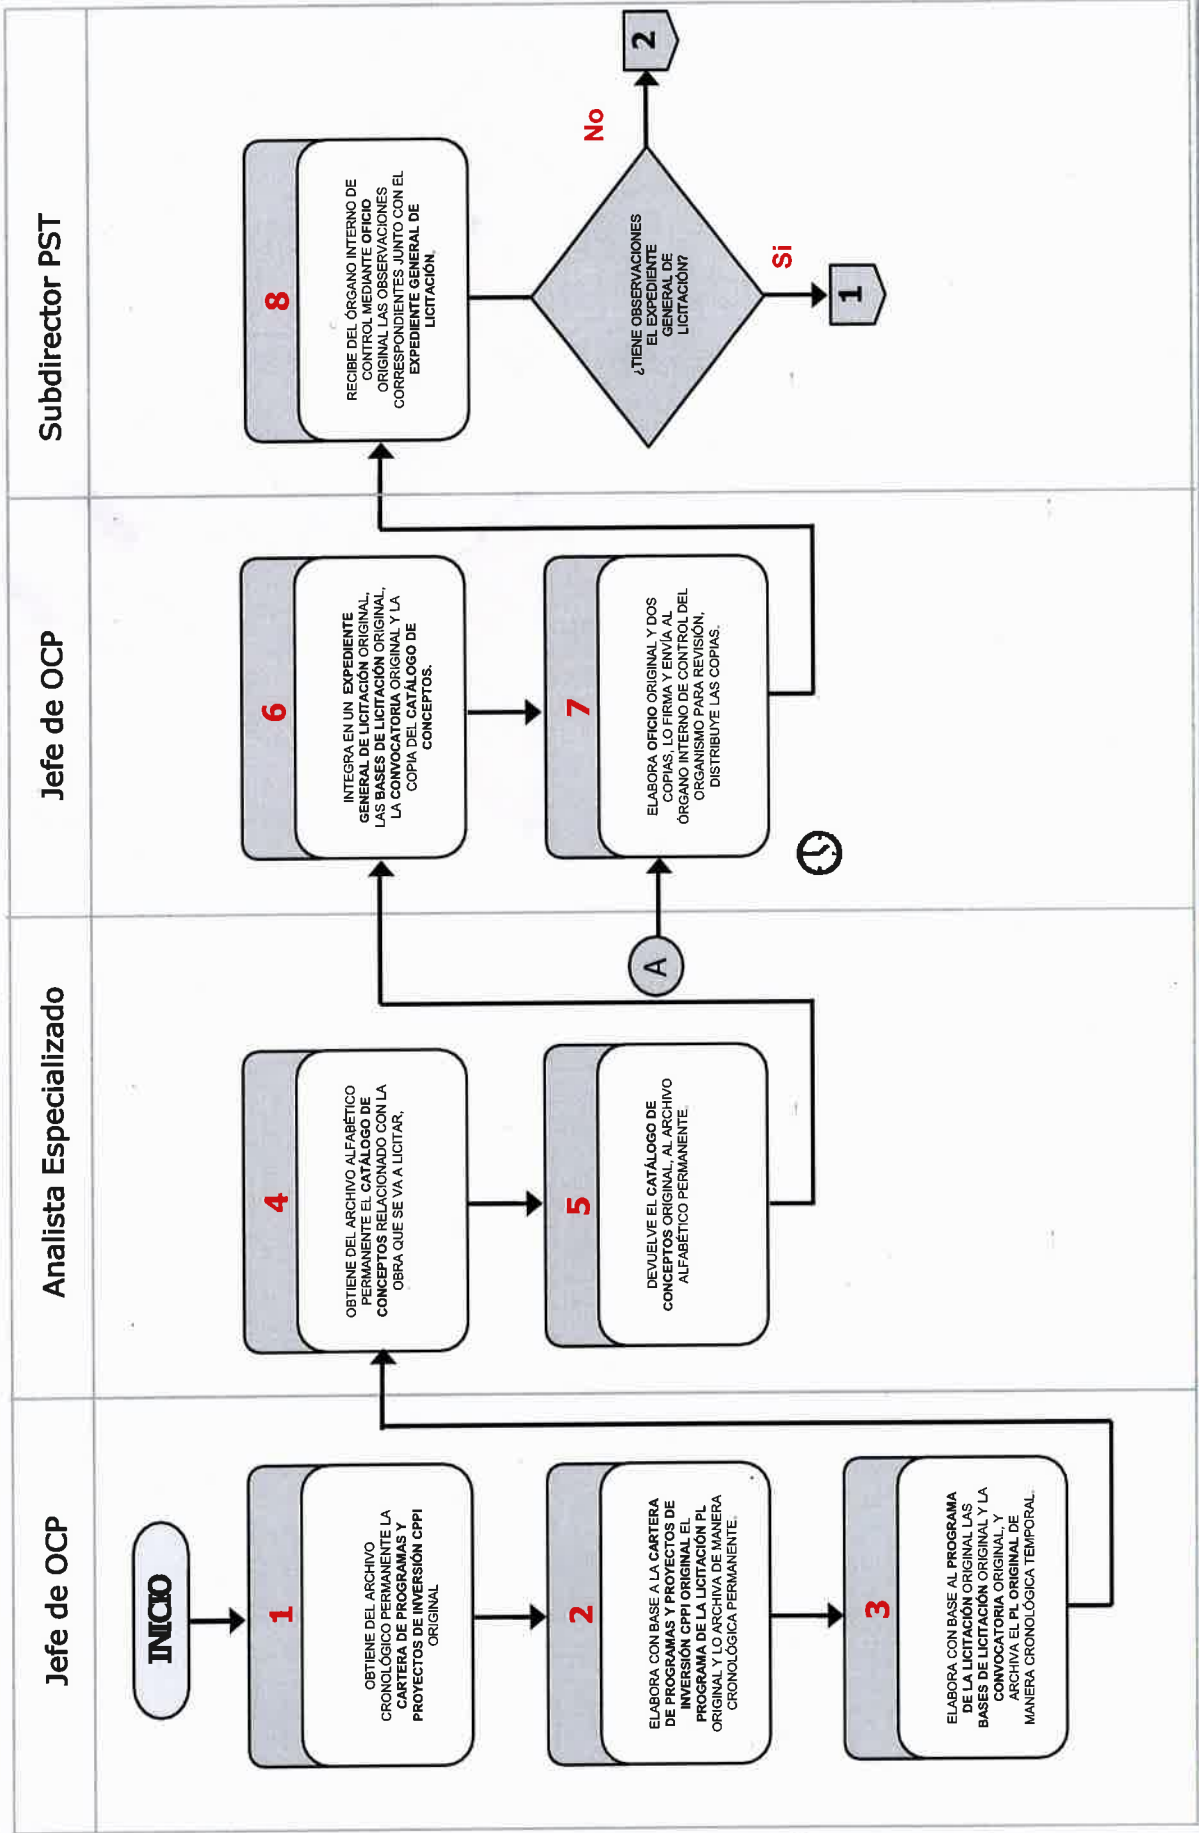 Jefe de OCP
Analista Especializado
Jefe de OCP
Subdirector PST
INICIO
1
OBTIENE DEL ARCHIVO
CRONOLÓGICO PERMANENTE LA
CARTERA DE PROGRAMAS Y
PROYECTOS DE INVERSIÓN CPPI
ORIGINAL
2
ELABORA CON BASE A LA CARTERA
DE PROGRAMAS Y PROYECTOS DE
INVERSIÓN CPPI ORIGINAL EL
PROGRAMA DE LA LICITACIÓN PL
ORIGINAL Y LO ARCHIVA DE MANERA
CRONOLÓGICA PERMANENTE.
3
ELABORA CON BASE AL PROGRAMA
DE LA LICITACIÓN ORIGINAL LAS
BASES DE LICITACIÓN ORIGINAL Y LA
CONVOCATORIA ORIGINAL, Y
ARCHIVA EL PL ORIGINAL DE
MANERA CRONOLÓGICA TEMPORAL.
4
OBTIENE DEL ARCHIVO ALFABÉTICO
PERMANENTE EL CATÁLOGO DE
CONCEPTOS RELACIONADO CON LA
OBRA QUE SE VA A LICITAR,
5
DEVUELVE EL CATÁLOGO DE
CONCEPTOS ORIGINAL, AL ARCHIVO
ALFABÉTICO PERMANENTE.
A
6
INTEGRA EN UN EXPEDIENTE
GENERAL DE LICITACIÓN ORIGINAL,
LAS BASES DE LICITACIÓN ORIGINAL,
LA CONVOCATORIA ORIGINAL Y LA
COPIA DEL CATÁLOGO DE
CONCEPTOS.
7
ELABORA OFICIO ORIGINAL Y DOS
COPIAS, LO FIRMA Y ENVÍA AL
ÓRGANO INTERNO DE CONTROL DEL
ORGANISMO PARA REVISIÓN,
DISTRIBUYE LAS COPIAS.
8
RECIBE DEL ÓRGANO INTERNO DE
CONTROL MEDIANTE OFICIO
ORIGINAL LAS OBSERVACIONES
CORRESPONDIENTES JUNTO CON EL
EXPEDIENTE GENERAL DE
LICITACIÓN.
¿TIENE OBSERVACIONES
EL EXPEDIENTE
GENERAL DE
LICITACIÓN?
No
2
Si
1